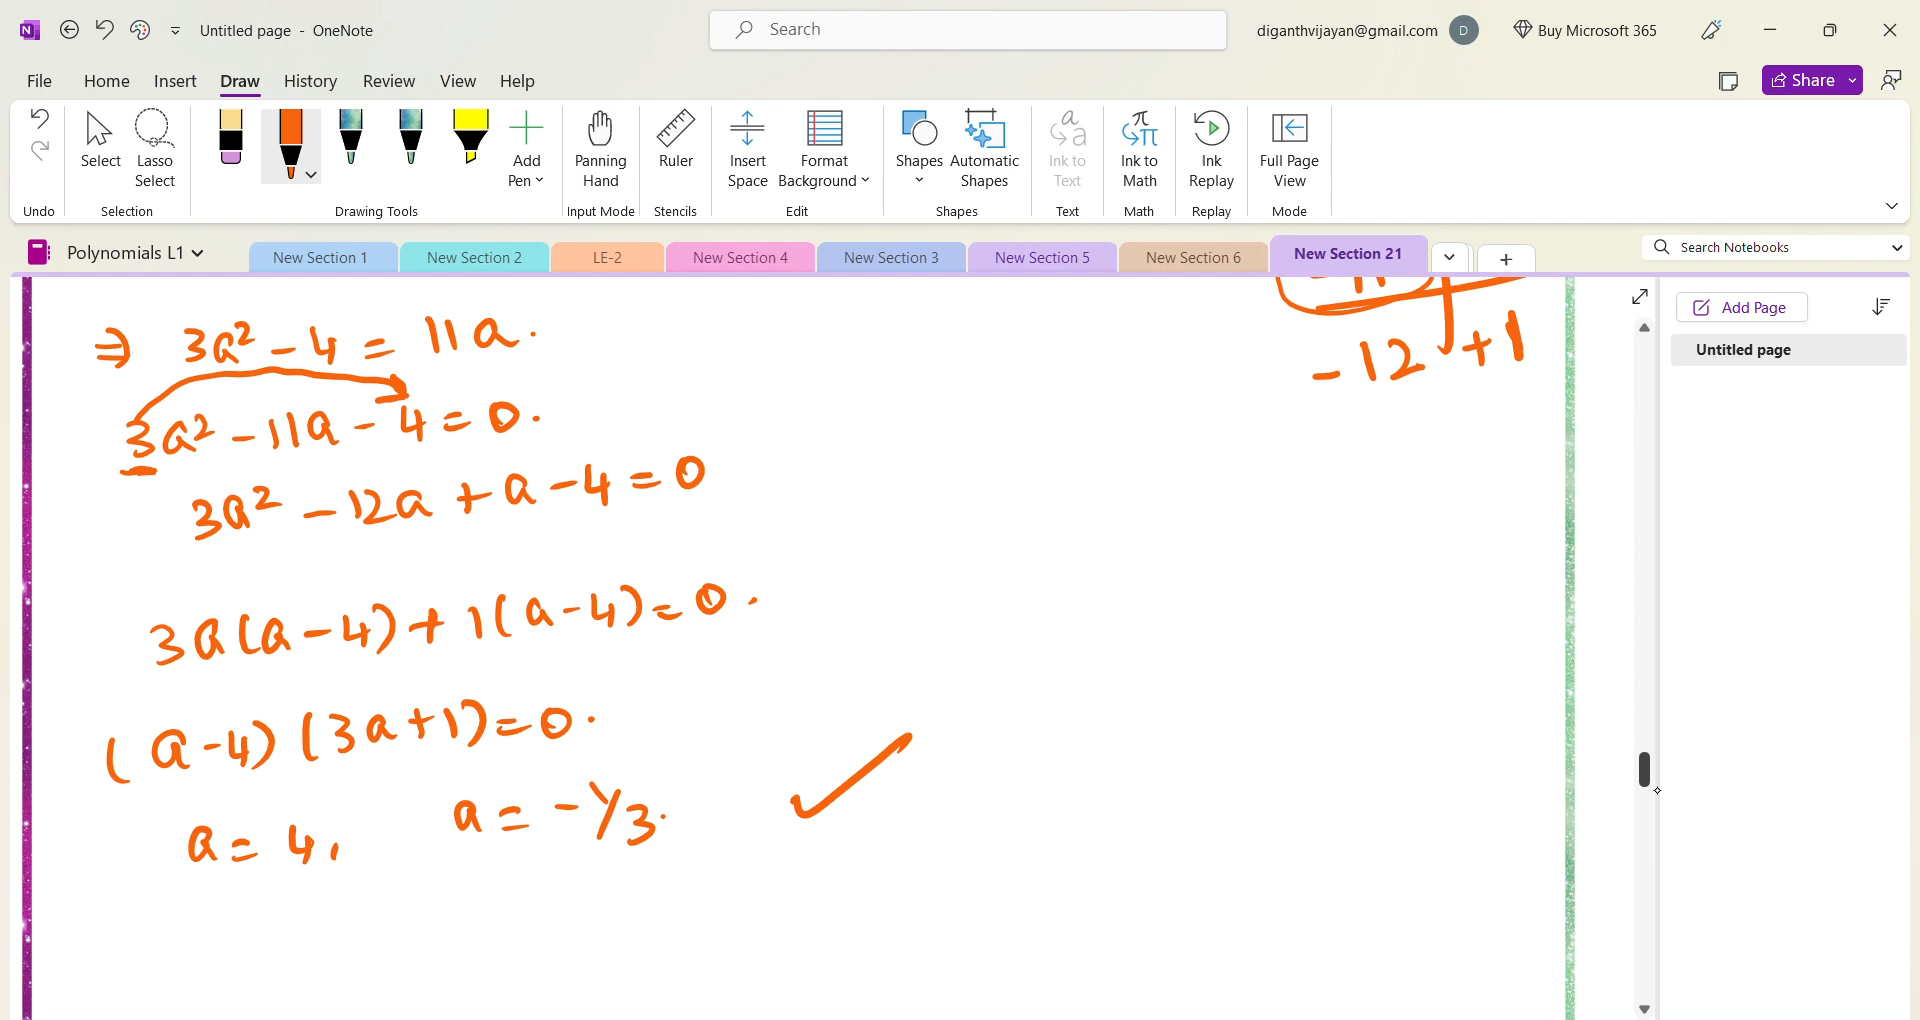 Untitled page - OneNote
Search
diganthvijayan@gmail.com
D
Buy Microsoft 365
File Home Insert Draw History Review View Help
Share
Select
Lasso Select
Add Pen
Panning Hand
Ruler
Insert Space
Format Background
Shapes
Automatic Shapes
Ink to Text
Ink to Math
Ink Replay
Full Page View
Undo Selection Drawing Tools Input Mode Stencils Edit Shapes Text Math Replay Mode
Polynomials L1
New Section 1 New Section 2 LE-2 New Section 4 New Section 3 New Section 5 New Section 6 New Section 21
Search Notebooks
Add Page
Untitled page
-12 +1
⇒ 3a² - 4 = 11a.
3a² - 11a - 4 = 0.
3a² - 12a + a - 4 = 0
3a(a-4) + 1(a-4) = 0.
(a-4)(3a+1) = 0.
a = 4, a = -1/3.